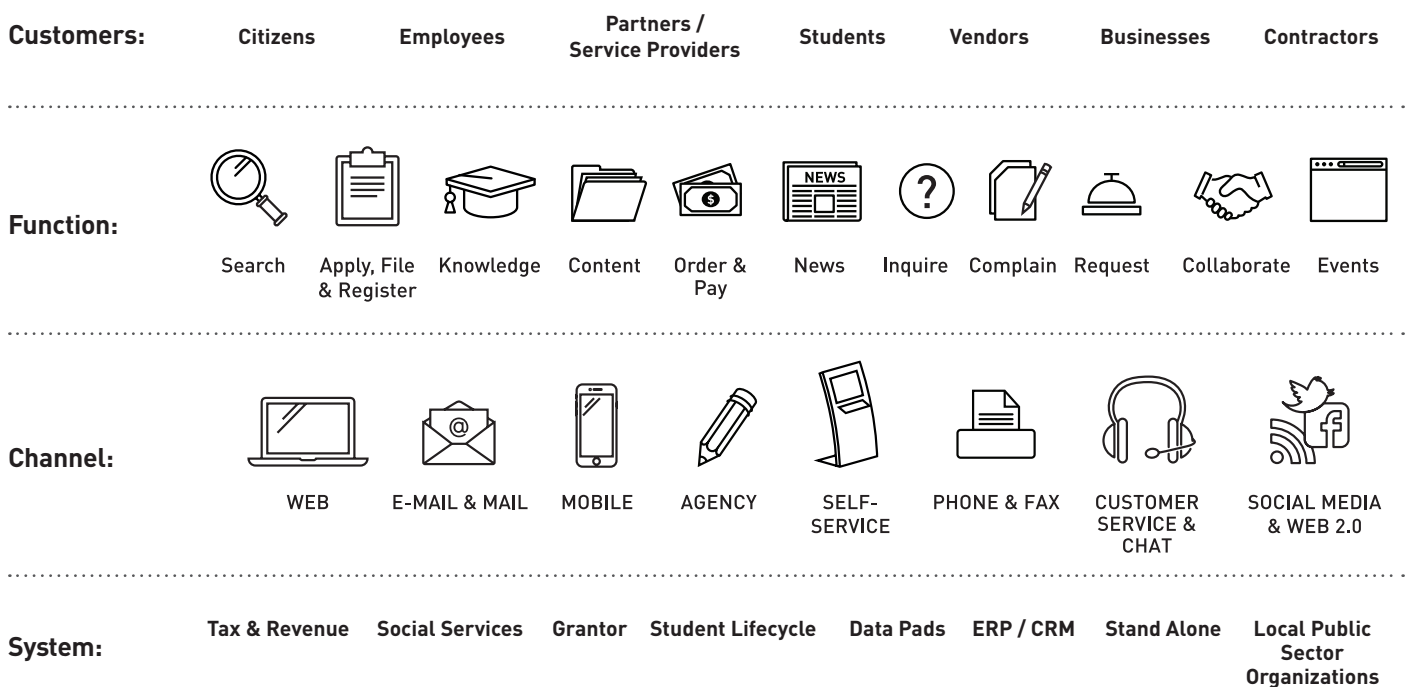 Customers:
Citizens
Employees
Partners /
Service Providers
Students
Vendors
Businesses
Contractors
Function:
NEWS
?
$
Search
Apply, File
& Register
Knowledge
Content
Order &
Pay
News
Inquire
Complain
Request
Collaborate
Events
Channel:
@
f
WEB
E-MAIL & MAIL
MOBILE
AGENCY
SELF-
SERVICE
PHONE & FAX
CUSTOMER
SERVICE &
CHAT
SOCIAL MEDIA
& WEB 2.0
System:
Tax & Revenue
Social Services
Grantor
Student Lifecycle
Data Pads
ERP / CRM
Stand Alone
Local Public
Sector
Organizations